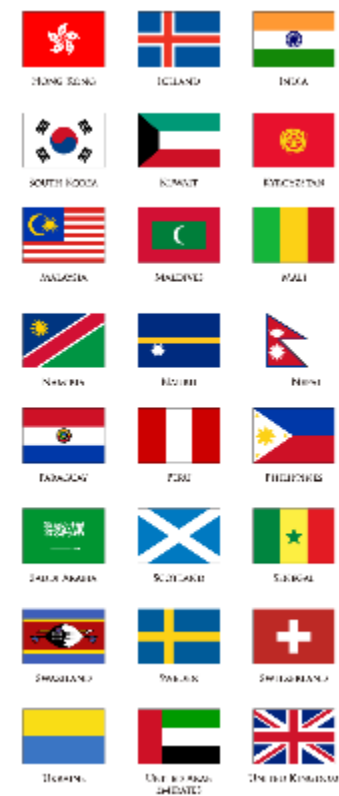 HONG KONG ICELAND INDIA
SOUTH KOREA KUWAIT KYRGYZSTAN
MALAYSIA MALDIVES MALI
NAMIBIA NAURU NEPAL
PARAGUAY PERU PHILIPPINES
SAUDI ARABIA SCOTLAND SENEGAL
SWAZILAND SWEDEN SWITZERLAND
UKRAINE UNITED ARAB UNITED KINGDOM
EMIRATES